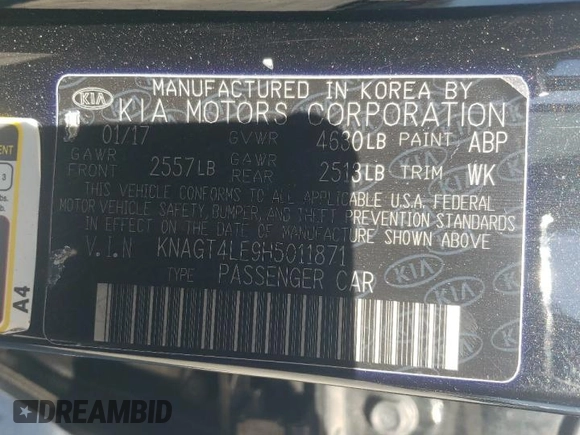 MANUFACTURED IN KOREA BY
KIA KIA MOTORS CORPORATION
01/17 GVWR 4630LB PAINT ABP
GAWR FRONT 2557LB GAWR REAR 2513LB TRIM WK
THIS VEHICLE CONFORMS TO ALL APPLICABLE U.S.A. FEDERAL
MOTOR VEHICLE SAFETY, BUMPER, AND THEFT PREVENTION STANDARDS
IN EFFECT ON THE DATE OF MANUFACTURE SHOWN ABOVE
V.I.N KNAGT4LE9H5011871
TYPE PASSENGER CAR
A4
DREAMBID